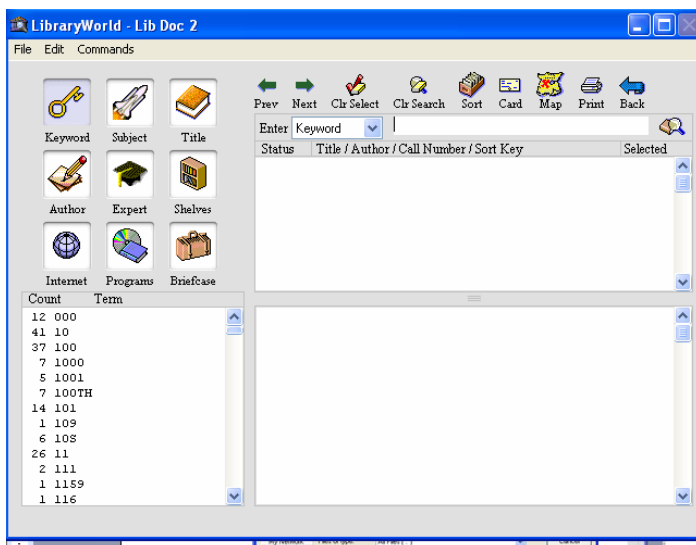 LibraryWorld - Lib Doc 2
File Edit Commands
Prev Next Clr Select Clr Search Sort Card Map Print Back
Keyword Subject Title
Enter Keyword
Status Title / Author / Call Number / Sort Key Selected
Author Expert Shelves
Internet Programs Briefcase
Count Term
12 000
41 10
37 100
7 1000
5 1001
7 100TH
14 101
1 109
6 10S
26 11
2 111
1 1159
1 116